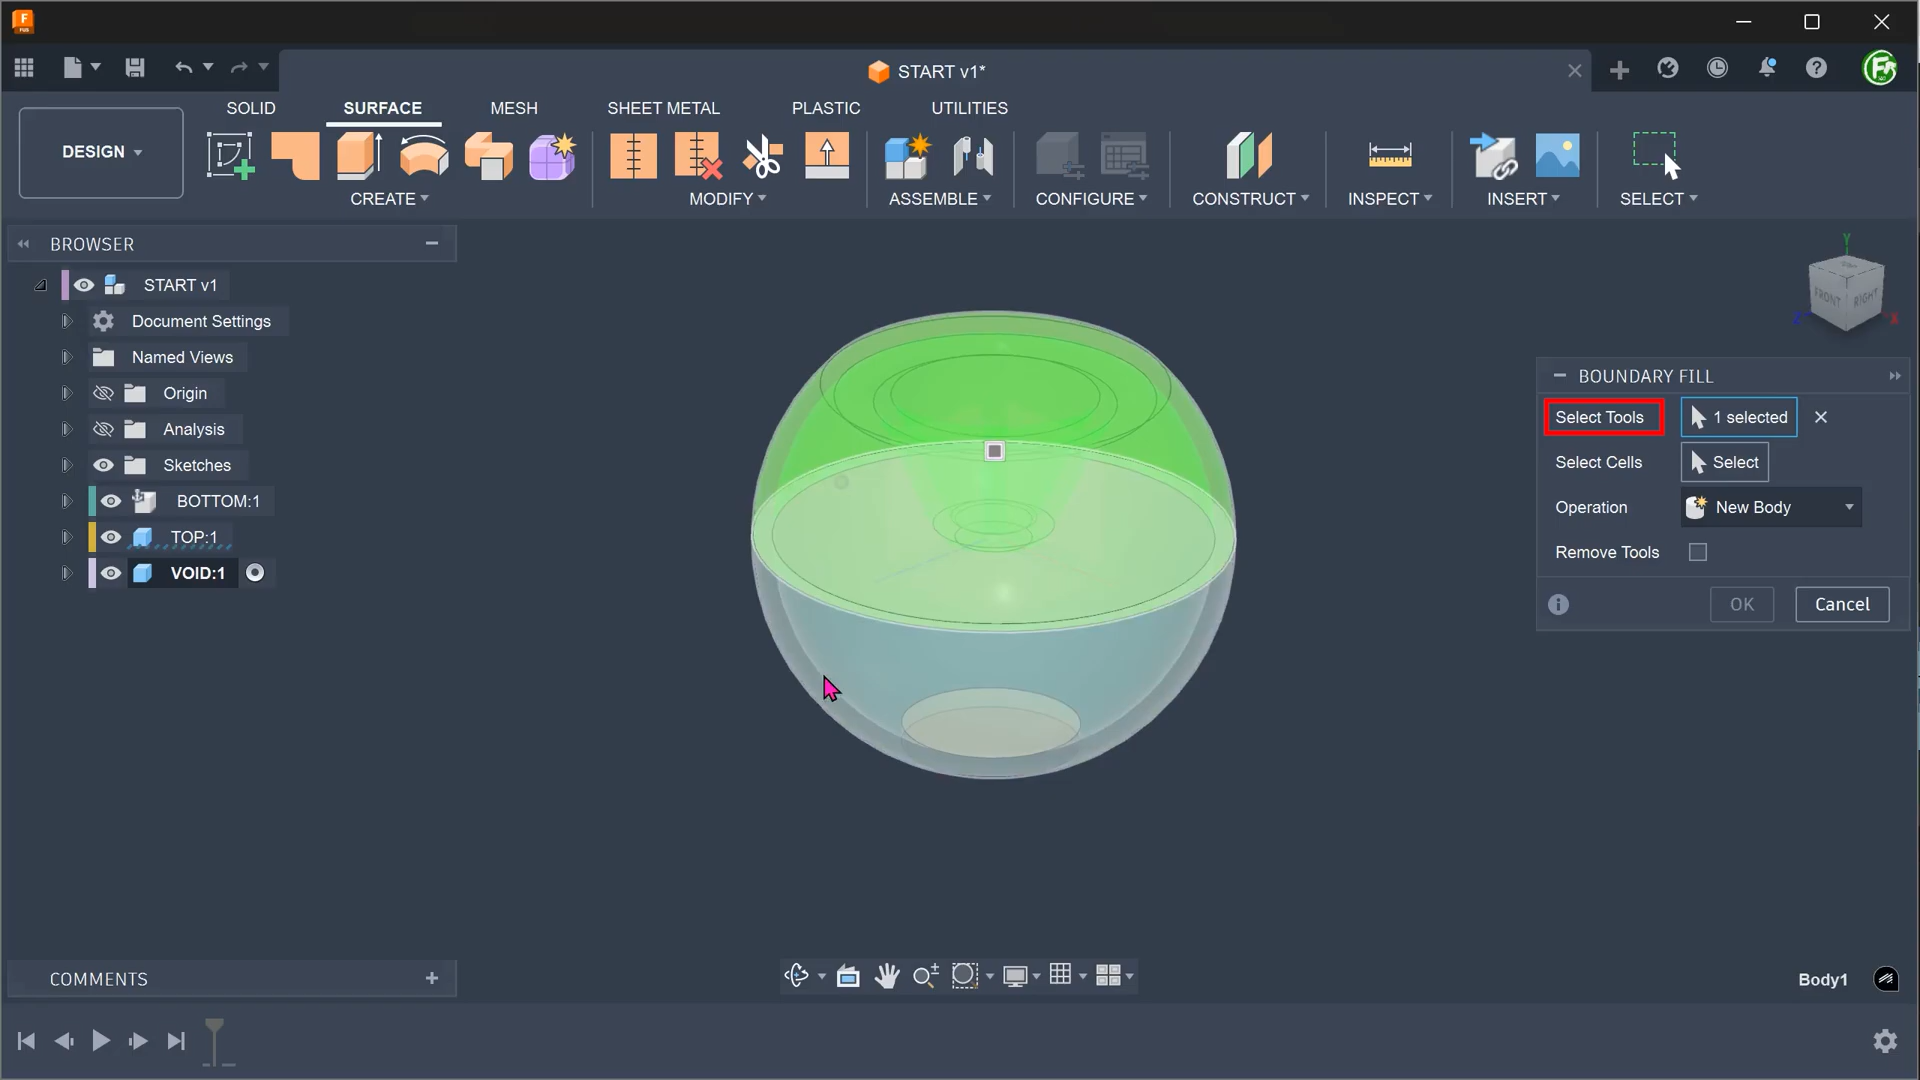 START v1*
SOLID
SURFACE
MESH
SHEET METAL
PLASTIC
UTILITIES
DESIGN
CREATE
MODIFY
ASSEMBLE
CONFIGURE
CONSTRUCT
INSPECT
INSERT
SELECT
BROWSER
START v1
Document Settings
Named Views
Origin
Analysis
Sketches
BOTTOM:1
TOP:1
VOID:1
Y
FRONT
RIGHT
Z
X
BOUNDARY FILL
Select Tools
1 selected
Select Cells
Select
Operation
New Body
Remove Tools
OK
Cancel
COMMENTS
Body1